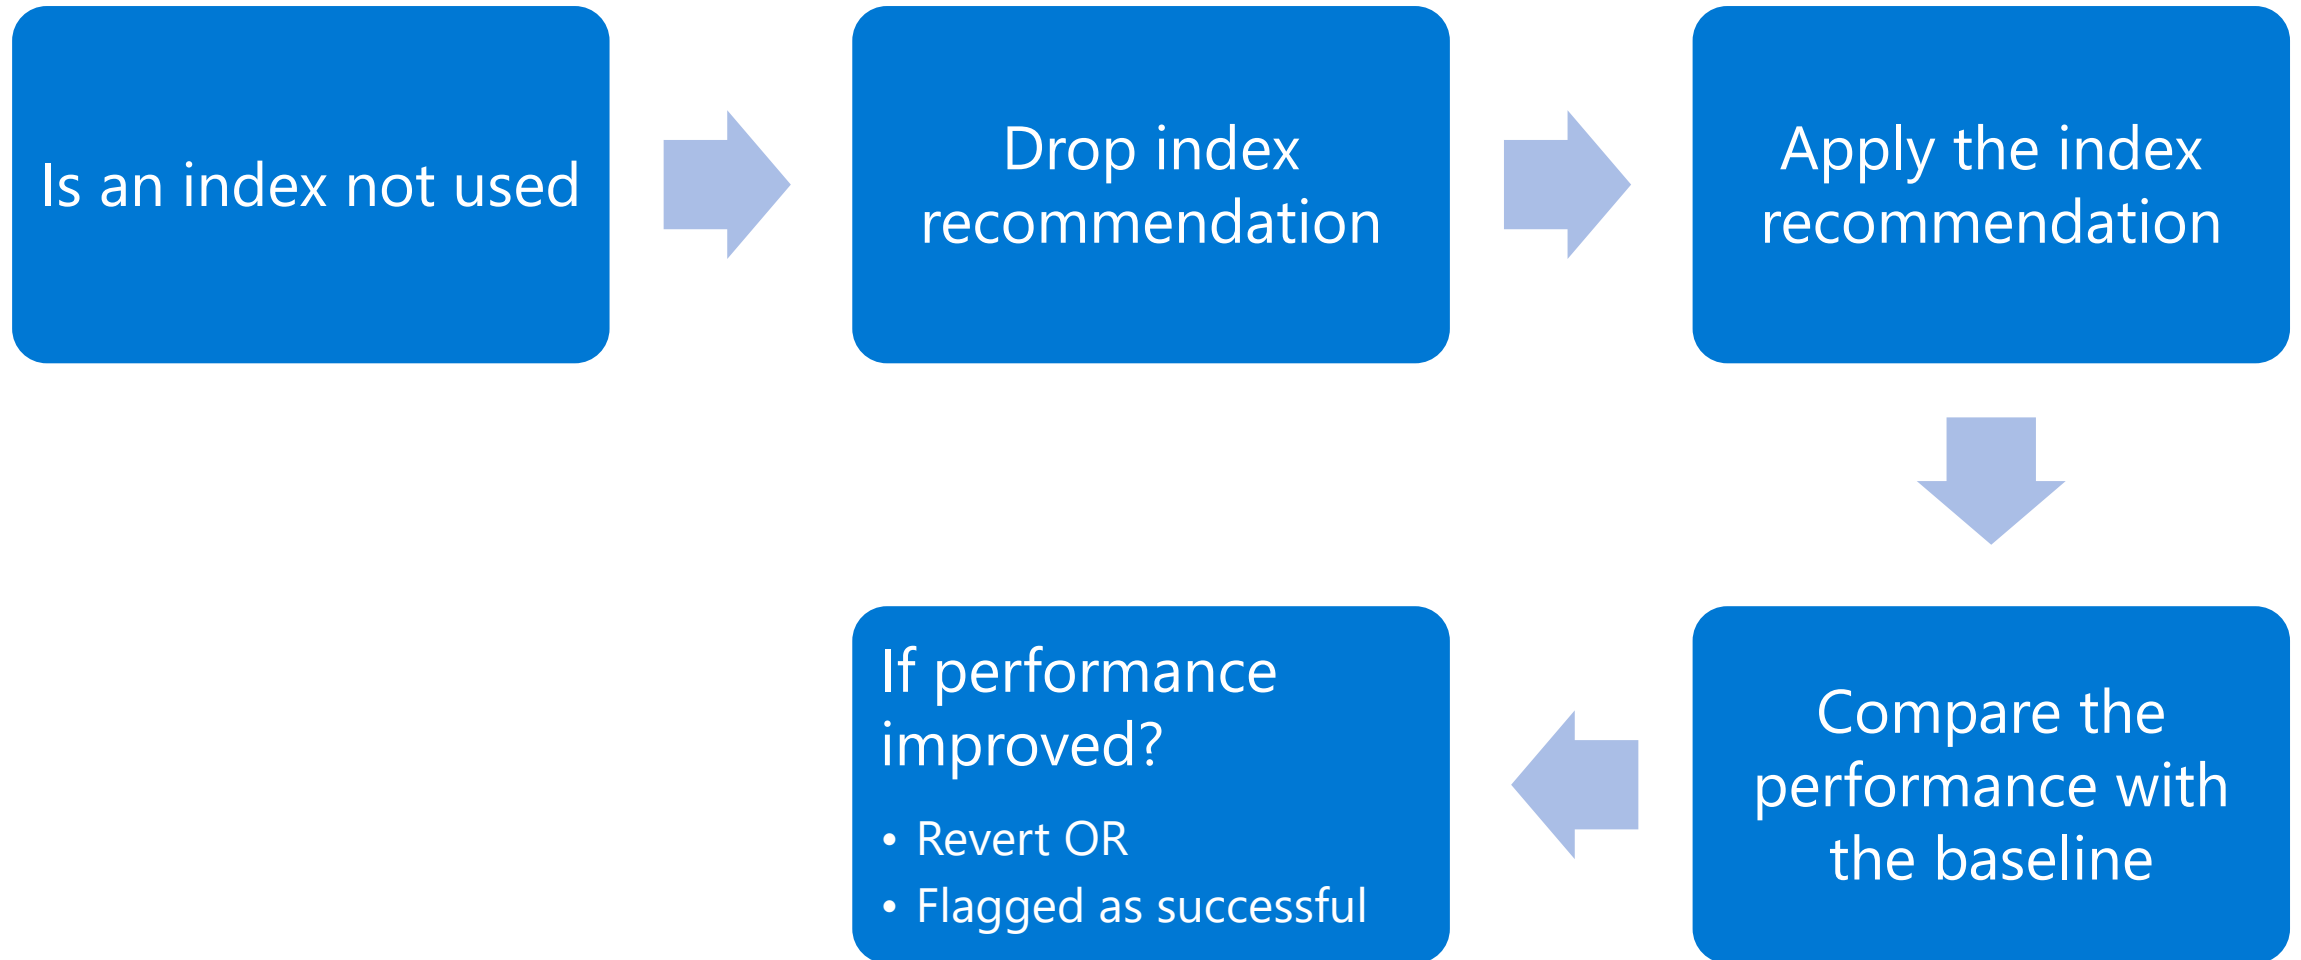 Is an index not used
Drop index
recommendation
Apply the index
recommendation
Compare the
performance with
the baseline
If performance
improved?
• Revert OR
• Flagged as successful